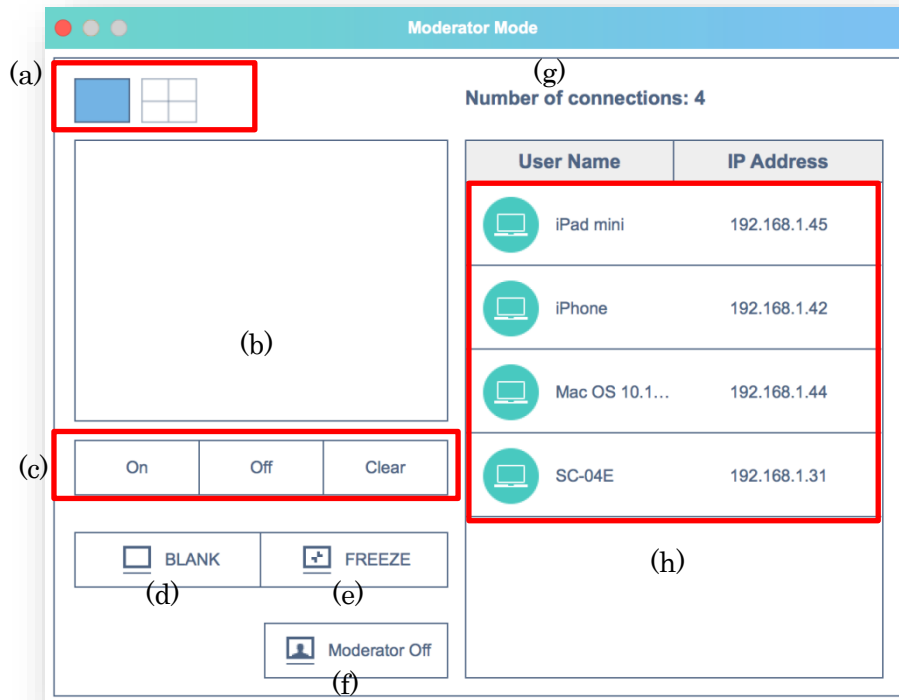 Moderator Mode
(a)
(g)
Number of connections: 4
User Name IP Address
iPad mini 192.168.1.45
iPhone 192.168.1.42
(b)
Mac OS 10.1... 192.168.1.44
(c)
On Off Clear
SC-04E 192.168.1.31
BLANK FREEZE
(d) (e)
(h)
Moderator Off
(f)